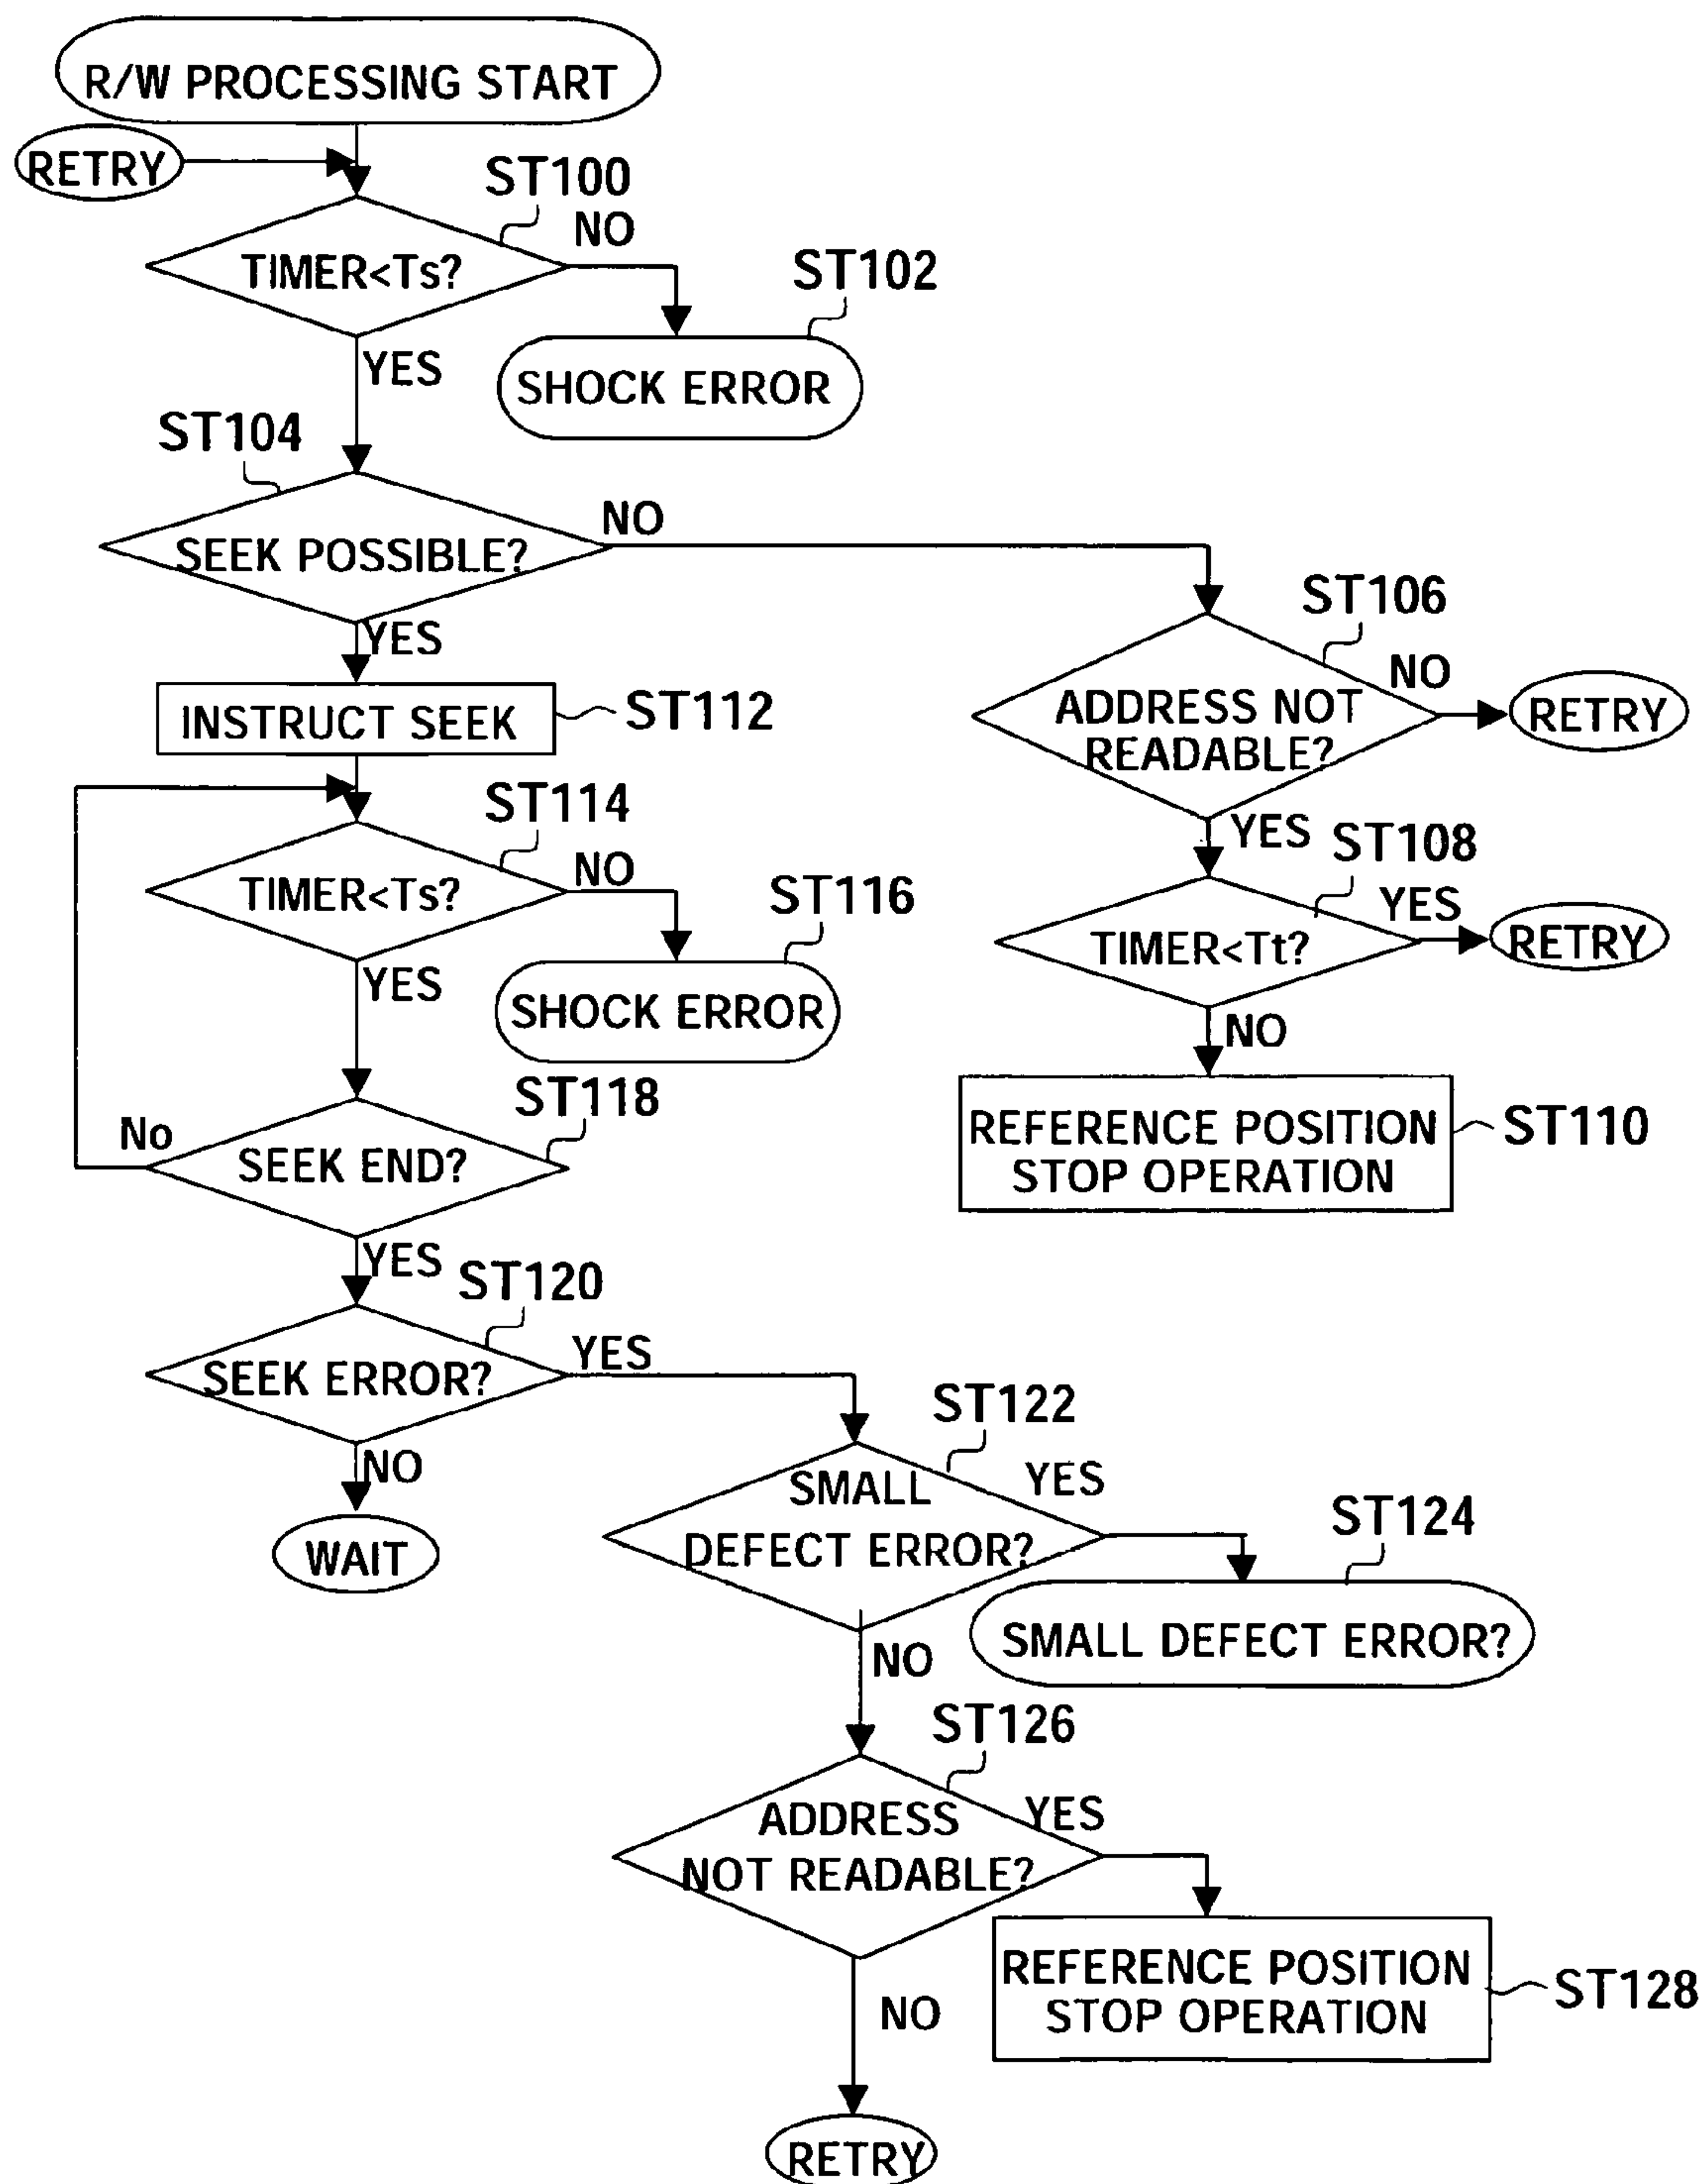 R/W PROCESSING START
RETRY
ST100
NO
TIMER<Ts?
ST102
YES
SHOCK ERROR
ST104
NO
SEEK POSSIBLE?
ST106
YES
NO
ADDRESS NOT
READABLE?
RETRY
INSTRUCT SEEK
ST112
ST114
NO
TIMER<Ts?
ST116
YES
SHOCK ERROR
YES
ST108
YES
TIMER<Tt?
RETRY
NO
REFERENCE POSITION
STOP OPERATION
ST110
ST118
No
SEEK END?
YES
ST120
YES
SEEK ERROR?
NO
WAIT
ST122
SMALL
DEFECT ERROR?
YES
ST124
SMALL DEFECT ERROR?
NO
ST126
ADDRESS
NOT READABLE?
YES
REFERENCE POSITION
STOP OPERATION
ST128
NO
RETRY